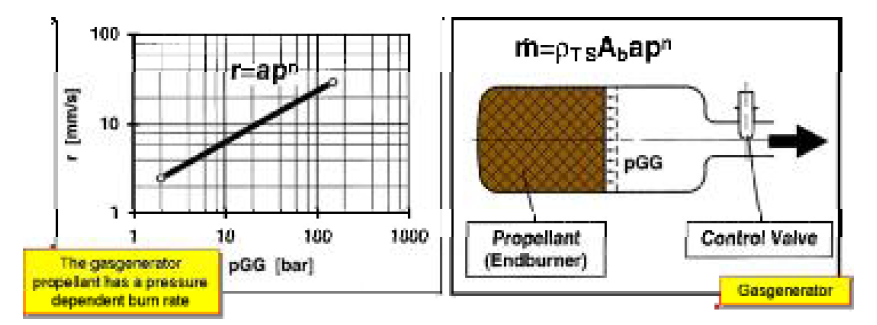 100
10
1
r [mm/s]
r=apⁿ
1 10 100 1000
pGG [bar]
The gasgenerator
propellant has a pressure
dependent burn rate
ṁ=ρTSAbapⁿ
pGG
Propellant
(Endburner)
Control Valve
Gasgenerator